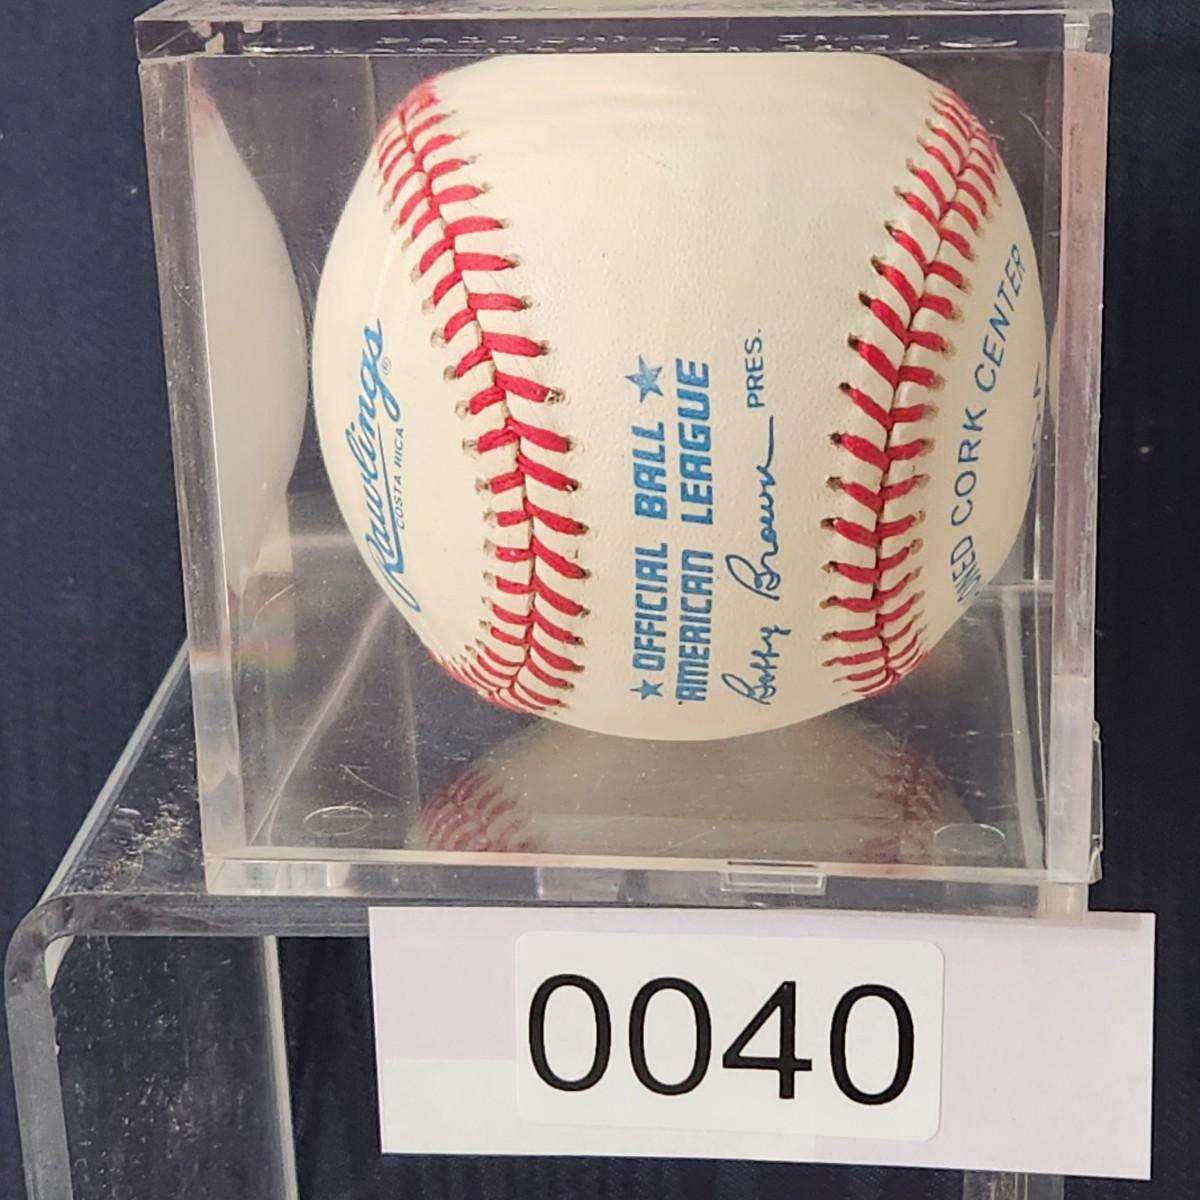 Rawlings®
COSTA RICA
★ OFFICIAL BALL ★
AMERICAN LEAGUE
Bobby Brown PRES.
CORK CENTER
0040